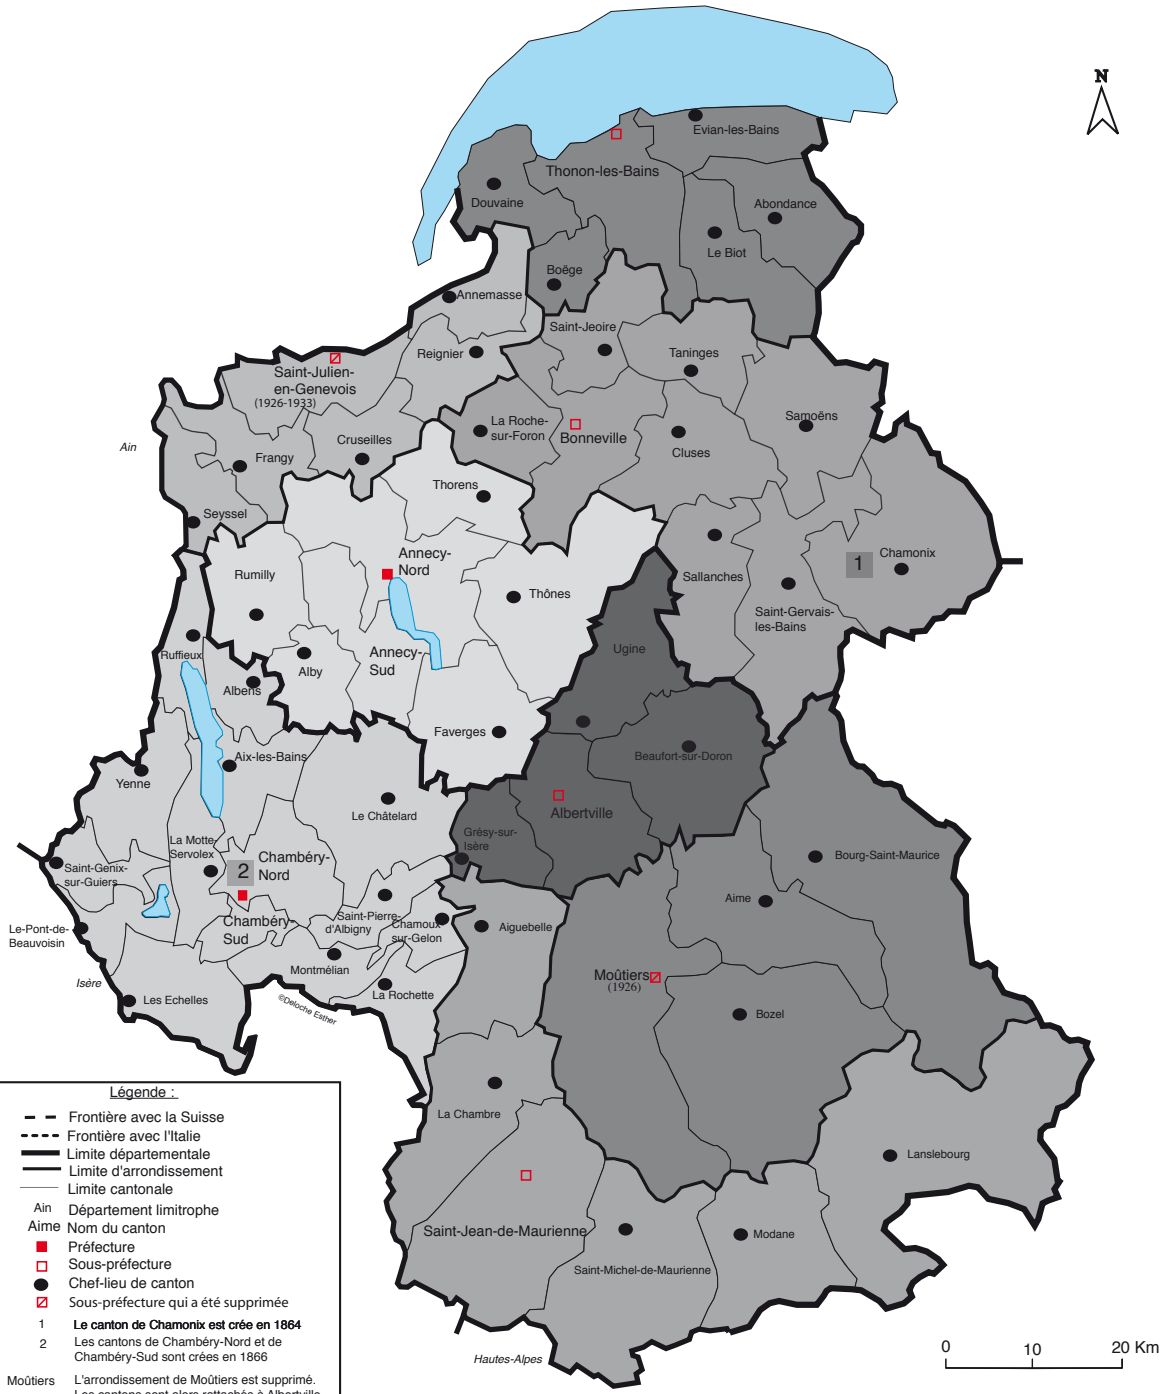 N
Evian-les-Bains
Thonon-les-Bains
Douvaine
Abondance
Le Biot
Boëge
Annemasse
Saint-Jeoire
Reignier
Taninges
Saint-Julien-
en-Genevois
(1926-1933)
Samoëns
La Roche-
sur-Foron
Bonneville
Cruseilles
Ain
Frangy
Cluses
Thorens
Seyssel
Annecy-
Nord
1
Chamonix
Rumilly
Sallanches
Thônes
Saint-Gervais-
les-Bains
Ugine
Ruffieux
Annecy-
Sud
Alby
Albens
Faverges
Aix-les-Bains
Beaufort-sur-Doron
Yenne
Le Châtelard
Albertville
Grésy-sur-
Isère
La Motte-
Servolex
Chambéry-
Nord
2
Saint-Genix-
sur-Guiers
Bourg-Saint-Maurice
Aime
Saint-Pierre-
d'Albigny
Chamoux-
sur-Gelon
Chambéry-
Sud
Aiguebelle
Le-Pont-de-
Beauvoisin
Montmélian
Moûtiers
(1926)
Isère
La Rochette
Les Echelles
©Deloche Esther
Bozel
La Chambre
Lanslebourg
Saint-Jean-de-Maurienne
Modane
Saint-Michel-de-Maurienne
Hautes-Alpes
0 10 20 Km
Légende :
Frontière avec la Suisse
Frontière avec l'Italie
Limite départementale
Limite d'arrondissement
Limite cantonale
Ain Département limitrophe
Aime Nom du canton
Préfecture
Sous-préfecture
Chef-lieu de canton
Sous-préfecture qui a été supprimée
1 Le canton de Chamonix est crée en 1864
2 Les cantons de Chambéry-Nord et de
Chambéry-Sud sont crées en 1866
Moûtiers L'arrondissement de Moûtiers est supprimé.
Les cantons sont alors rattachés à Albertville